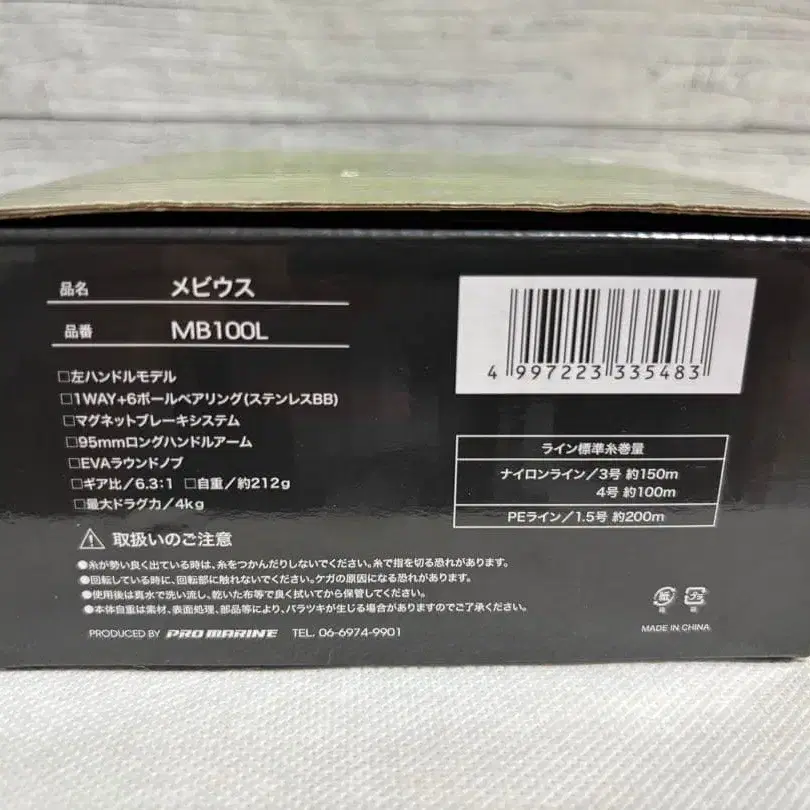 品名 メビウス
品番 MB100L
□左ハンドルモデル
□1WAY+6ボールベアリング(ステンレスBB)
□マグネットブレーキシステム
□95mmロングハンドルアーム
□EVAラウンドノブ
□ギア比/6.3:1 □自重/約212g
□最大ドラグ力/4kg
4 997223 335483
ライン標準糸巻量
ナイロンライン/3号 約150m
4号 約100m
PEライン/1.5号 約200m
取扱いのご注意
●糸が勢い良く出ている時は、糸をつかんだりしないでください。糸で指を切る恐れがあります。
●回転している時に、回転部に触れないでください。ケガの原因になる恐れがあります。
●使用後は真水で洗い流し、乾いた布等で良く拭いてから保管してください。
●本体自重は素材、表面処理、部品等により、バラツキが生じる場合がありますのでご了承ください。
PRODUCED BY PRO MARINE TEL. 06-6974-9901
紙 プラ
MADE IN CHINA